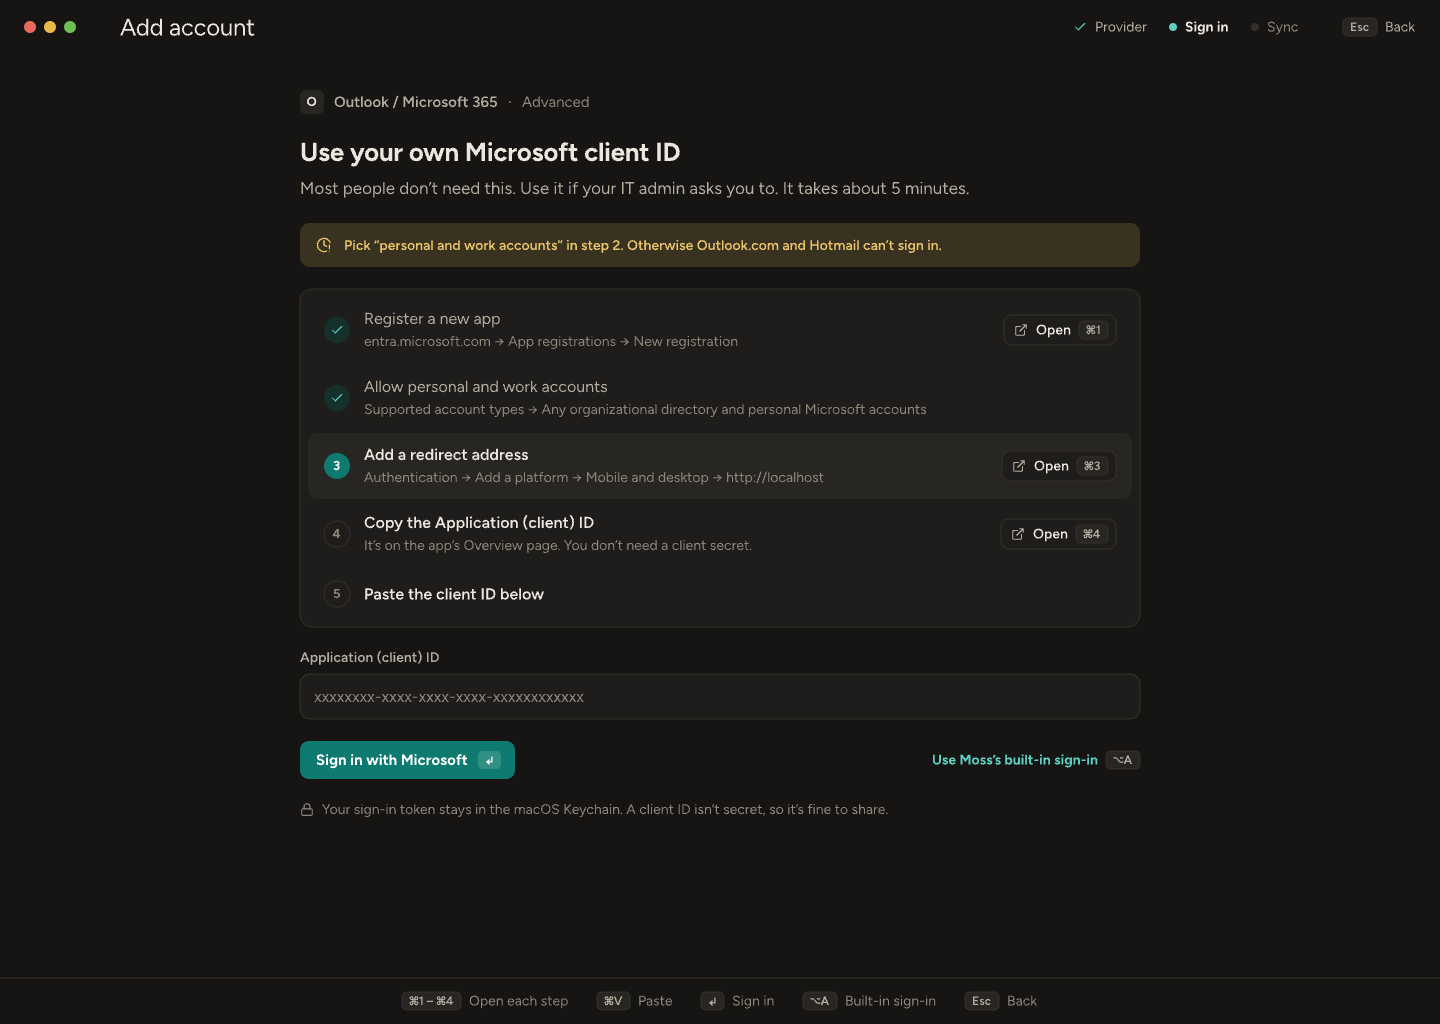 Add account
Provider
Sign in
Sync
Esc Back
O Outlook / Microsoft 365 · Advanced
Use your own Microsoft client ID
Most people don’t need this. Use it if your IT admin asks you to. It takes about 5 minutes.
Pick “personal and work accounts” in step 2. Otherwise Outlook.com and Hotmail can’t sign in.
Register a new app
entra.microsoft.com → App registrations → New registration
Open ⌘1
Allow personal and work accounts
Supported account types → Any organizational directory and personal Microsoft accounts
3
Add a redirect address
Authentication → Add a platform → Mobile and desktop → http://localhost
Open ⌘3
4
Copy the Application (client) ID
It’s on the app’s Overview page. You don’t need a client secret.
Open ⌘4
5
Paste the client ID below
Application (client) ID
xxxxxxxx-xxxx-xxxx-xxxx-xxxxxxxxxxxx
Sign in with Microsoft ↲
Use Moss’s built-in sign-in ⌥A
Your sign-in token stays in the macOS Keychain. A client ID isn’t secret, so it’s fine to share.
⌘1 – ⌘4 Open each step
⌘V Paste
↲ Sign in
⌥A Built-in sign-in
Esc Back